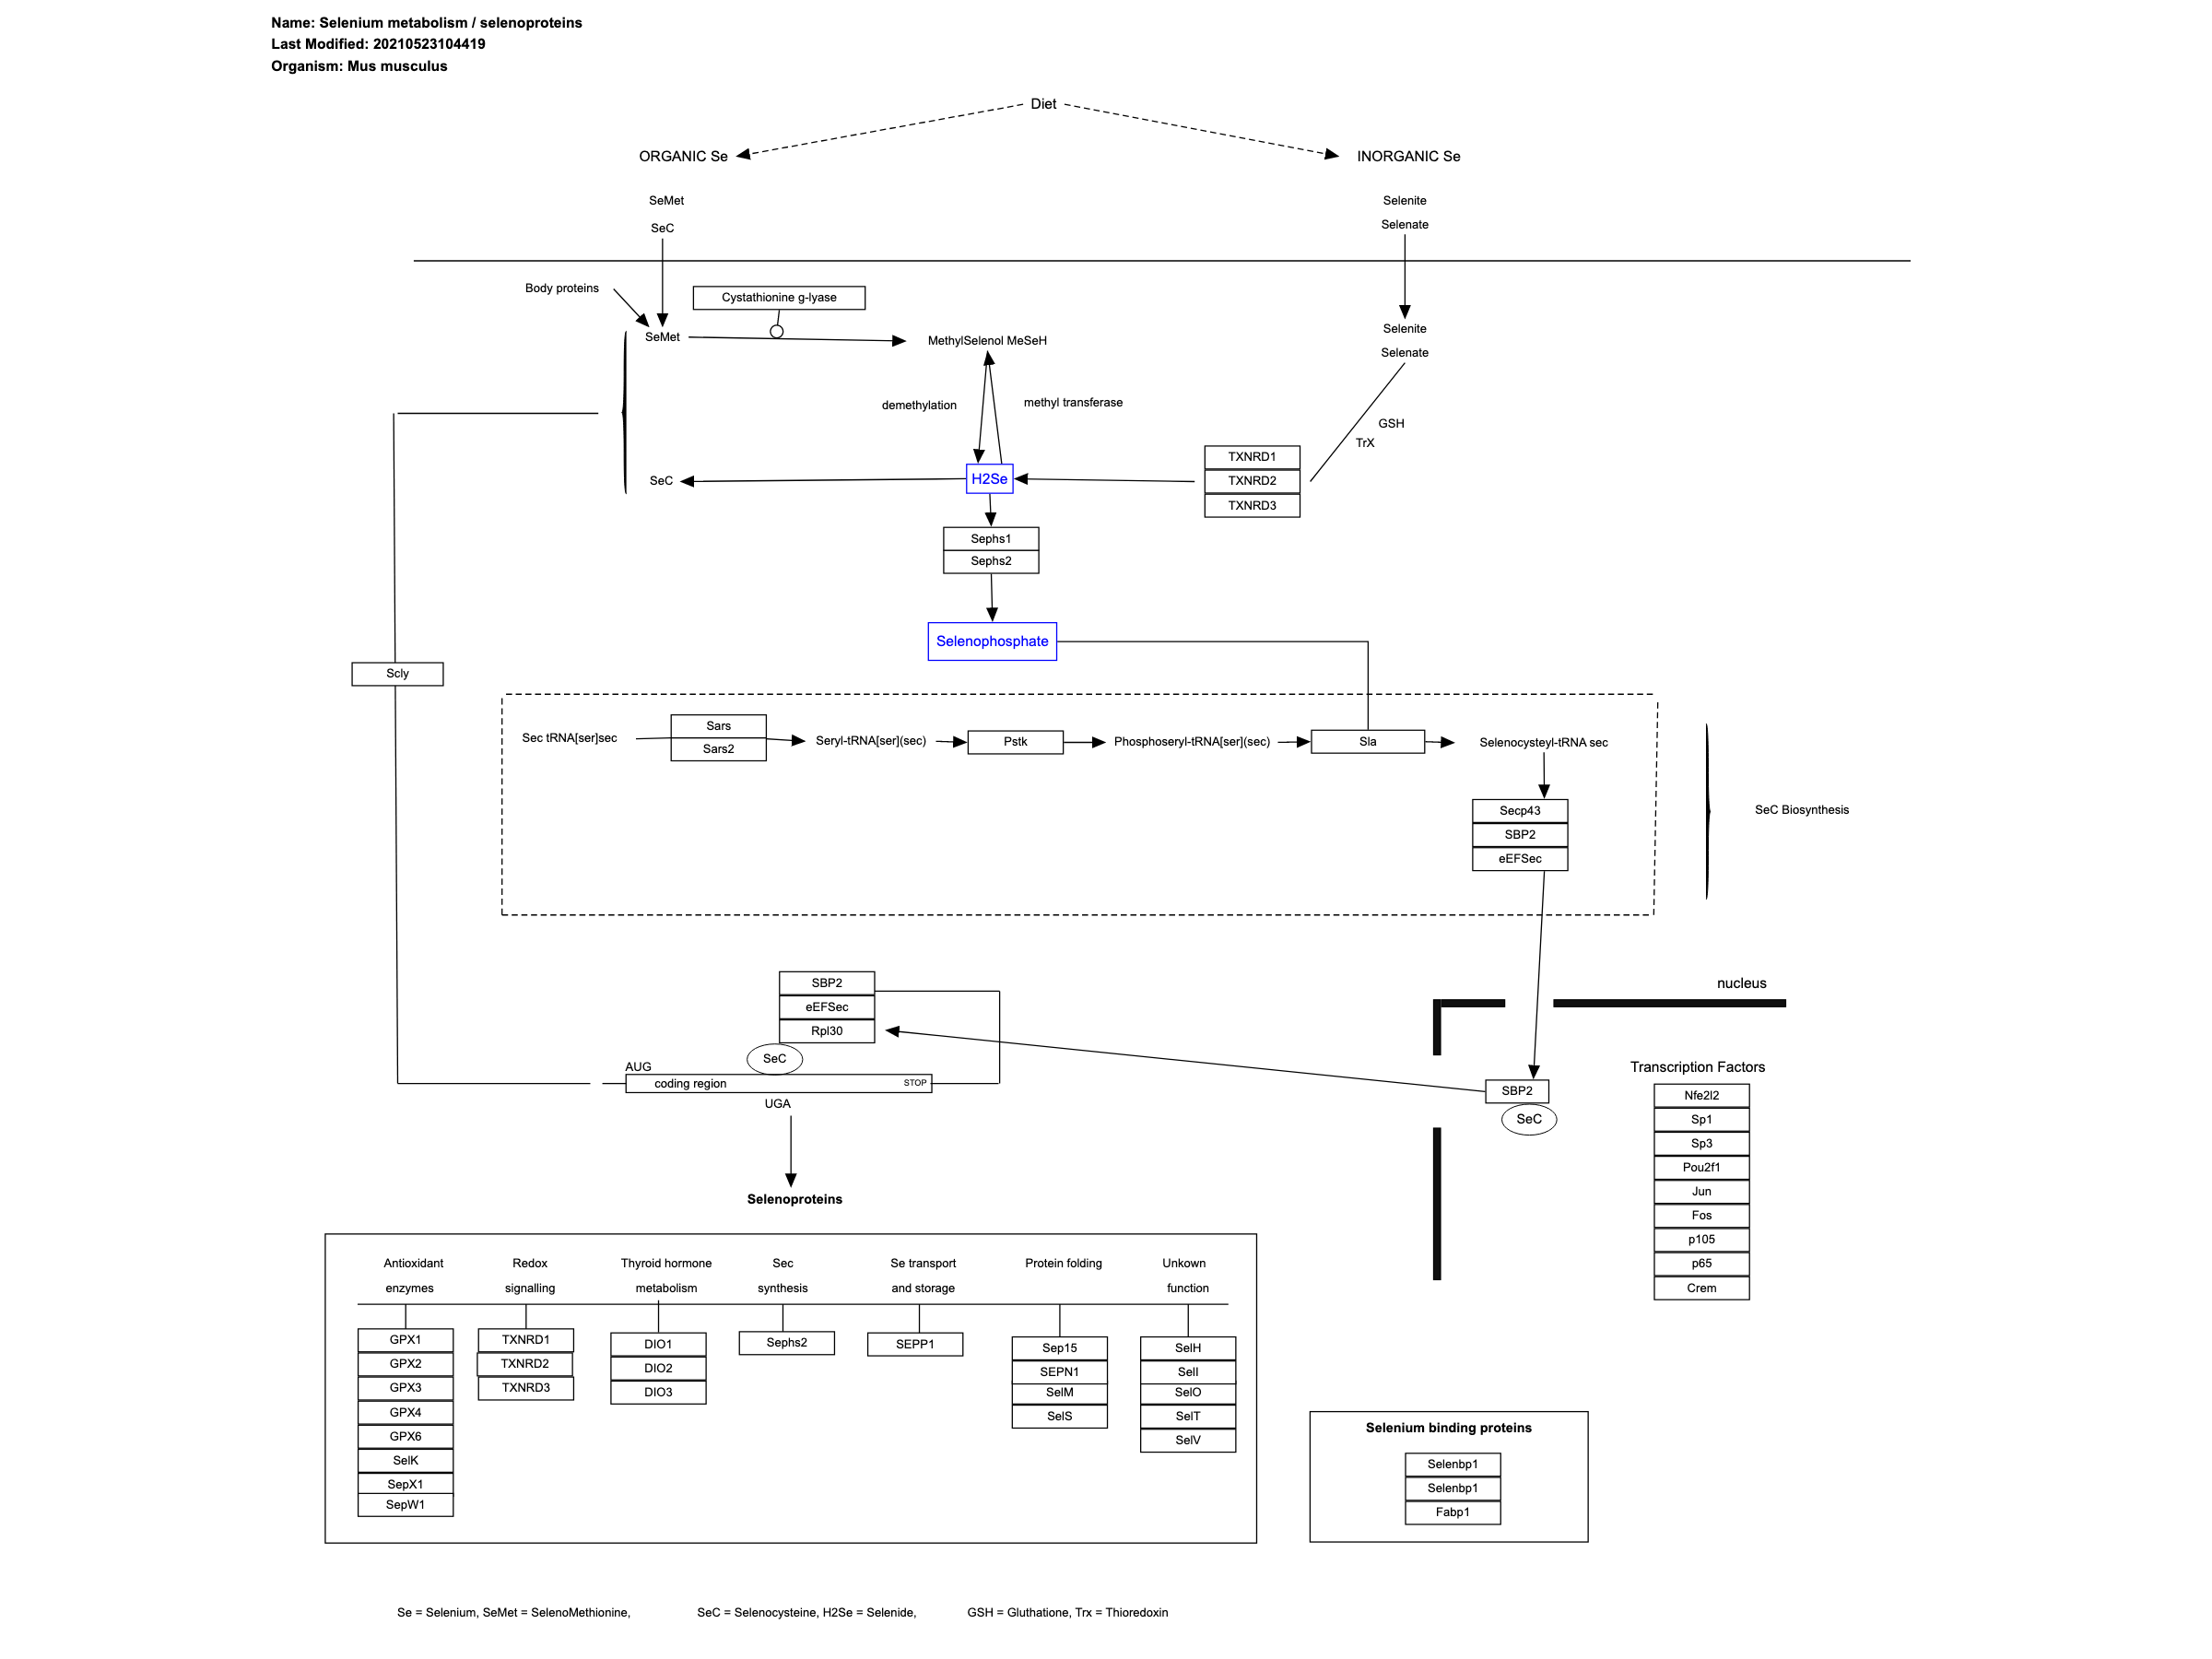 Name: Selenium metabolism / selenoproteins
Last Modified: 20210523104419
Organism: Mus musculus
Diet
ORGANIC Se
INORGANIC Se
SeMet
SeC
Selenite
Selenate
Body proteins
Cystathionine g-lyase
SeMet
MethylSelenol MeSeH
Selenite
Selenate
demethylation
methyl transferase
GSH
TrX
TXNRD1
TXNRD2
TXNRD3
SeC
H2Se
Sephs1
Sephs2
Selenophosphate
Scly
Sec tRNA[ser]sec
Sars
Sars2
Seryl-tRNA[ser](sec)
Pstk
Phosphoseryl-tRNA[ser](sec)
Sla
Selenocysteyl-tRNA sec
Secp43
SBP2
eEFSec
SeC Biosynthesis
SBP2
eEFSec
Rpl30
SeC
AUG
coding region
STOP
UGA
nucleus
SBP2
SeC
Transcription Factors
Nfe2l2
Sp1
Sp3
Pou2f1
Jun
Fos
p105
p65
Crem
Selenoproteins
Antioxidant
enzymes
GPX1
GPX2
GPX3
GPX4
GPX6
SelK
SepX1
SepW1
Redox
signalling
TXNRD1
TXNRD2
TXNRD3
Thyroid hormone
metabolism
DIO1
DIO2
DIO3
Sec
synthesis
Sephs2
Se transport
and storage
SEPP1
Protein folding
Sep15
SEPN1
SelM
SelS
Unkown
function
SelH
SelI
SelO
SelT
SelV
Selenium binding proteins
Selenbp1
Selenbp1
Fabp1
Se = Selenium, SeMet = SelenoMethionine, SeC = Selenocysteine, H2Se = Selenide, GSH = Gluthatione, Trx = Thioredoxin